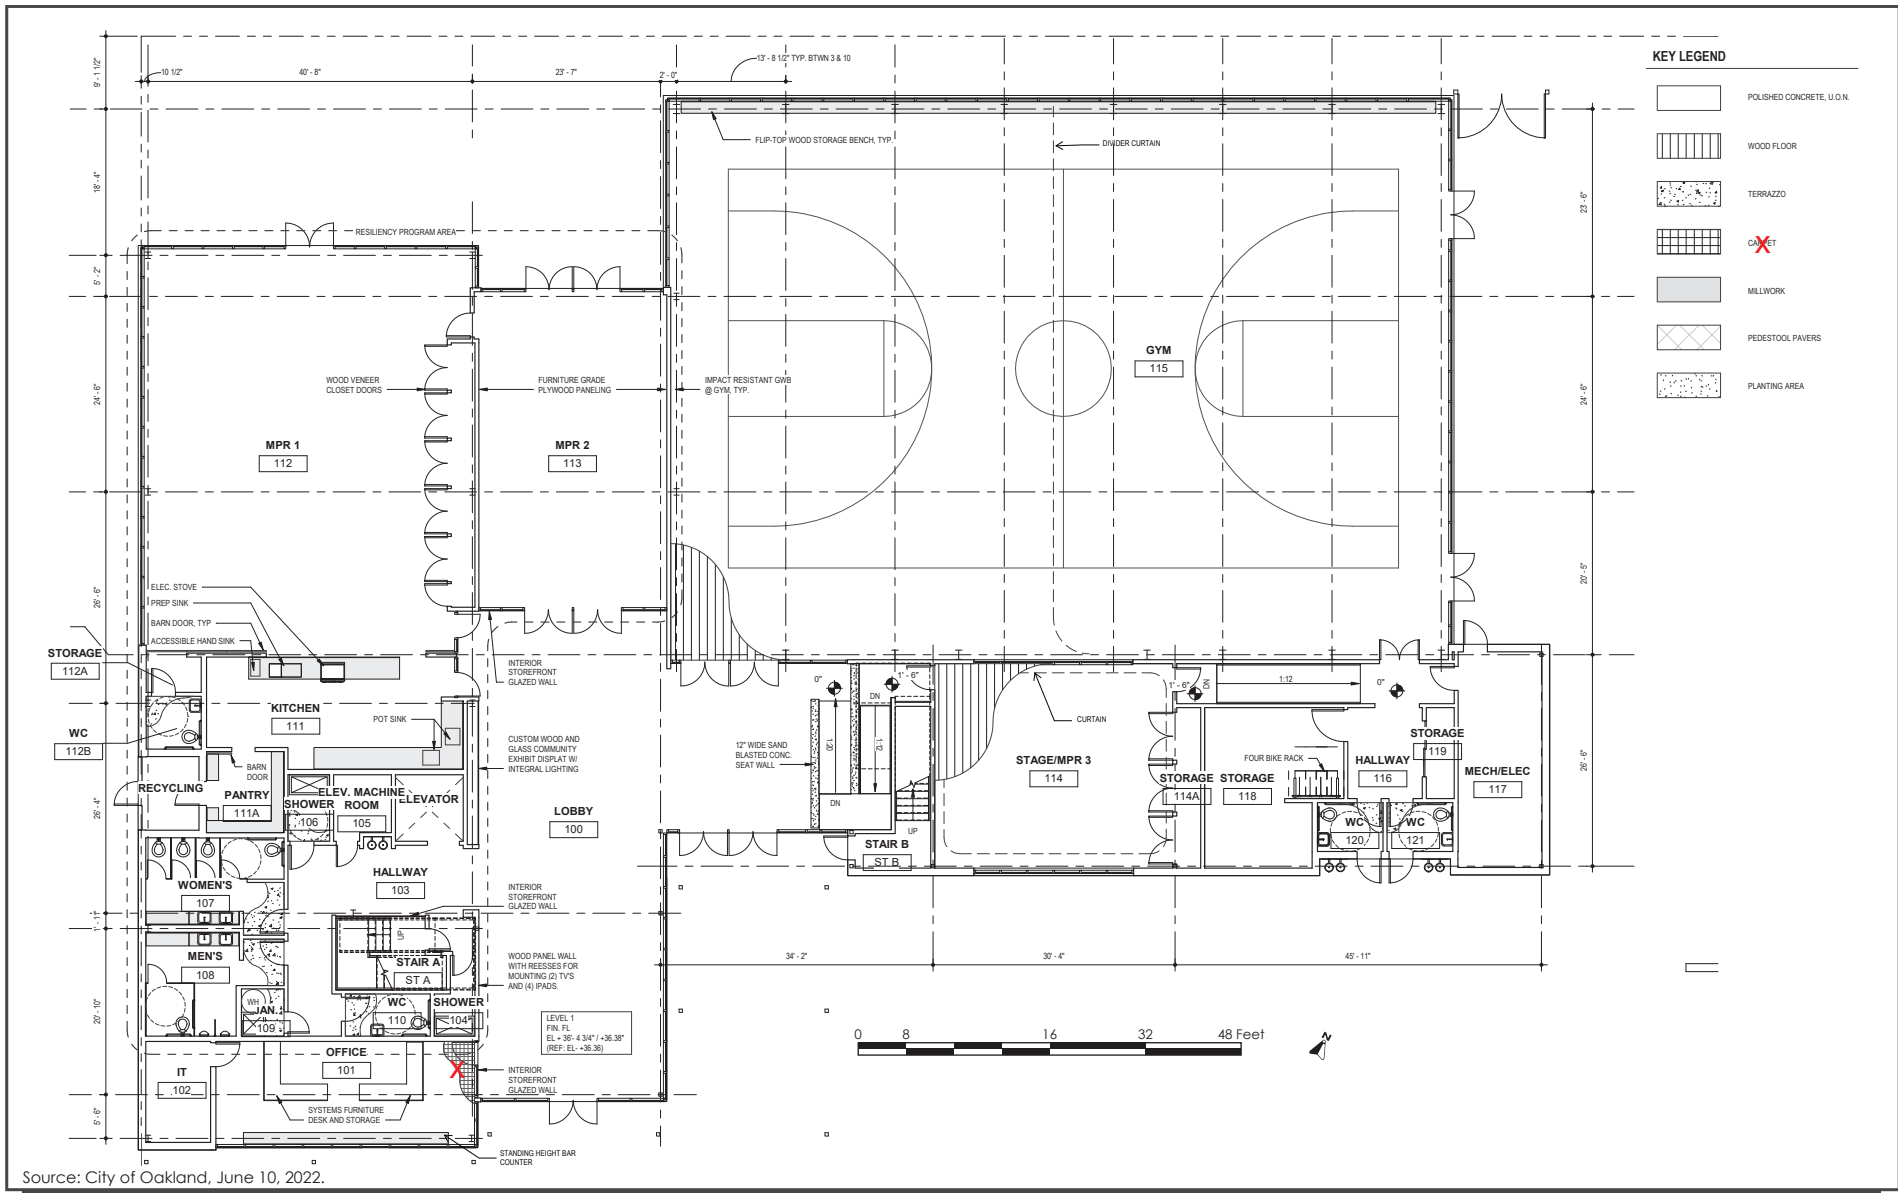 9' - 1 1/2"
10 1/2"
40' - 8"
23' - 7"
2' - 0"
13' - 8 1/2" TYP. BTWN 3 & 10
KEY LEGEND
POLISHED CONCRETE, U.O.N.
WOOD FLOOR
TERRAZZO
CARPET
X
MILLWORK
PEDESTOOL PAVERS
PLANTING AREA
FLIP-TOP WOOD STORAGE BENCH, TYP.
DIVIDER CURTAIN
18' - 4"
23' - 6"
RESILIENCY PROGRAM AREA
5' - 2"
24' - 6"
24' - 6"
WOOD VENEER
CLOSET DOORS
FURNITURE GRADE
PLYWOOD PANELING
IMPACT RESISTANT GWB
@ GYM, TYP.
GYM
115
MPR 1
112
MPR 2
113
26' - 6"
20' - 5"
ELEC. STOVE
PREP SINK
BARN DOOR, TYP
ACCESSIBLE HAND SINK
STORAGE
112A
WC
112B
KITCHEN
111
POT SINK
INTERIOR
STOREFRONT
GLAZED WALL
CUSTOM WOOD AND
GLASS COMMUNITY
EXHIBIT DISPLAT W/
INTEGRAL LIGHTING
BARN
DOOR
RECYCLING
PANTRY
111A
SHOWER
106
ELEV. MACHINE
ROOM
105
ELEVATOR
LOBBY
100
12" WIDE SAND
BLASTED CONC.
SEAT WALL
0"
1' - 6"
DN
1:20
1:12
DN
UP
STAIR B
ST B
CURTAIN
STAGE/MPR 3
114
STORAGE
114A
1' - 6"
DN
1:12
0"
STORAGE
118
FOUR BIKE RACK
HALLWAY
116
STORAGE
119
MECH/ELEC
117
WC
120
WC
121
26' - 4"
26' - 6"
WOMEN'S
107
HALLWAY
103
INTERIOR
STOREFRONT
GLAZED WALL
1' - 1"
MEN'S
108
UP
STAIR A
ST A
WOOD PANEL WALL
WITH REESSES FOR
MOUNTING (2) TV'S
AND (4) IPADS.
34' - 2"
30' - 4"
45' - 11"
20' - 10"
WH
JAN.
109
WC
110
SHOWER
104
LEVEL 1
FIN. FL
EL + 36'- 4 3/4" / +36.38"
(REF: EL- +36.36)
0 8 16 32 48 Feet
N
OFFICE
101
X
IT
102
INTERIOR
STOREFRONT
GLAZED WALL
SYSTEMS FURNITURE
DESK AND STORAGE
5' - 6"
STANDING HEIGHT BAR
COUNTER
Source: City of Oakland, June 10, 2022.